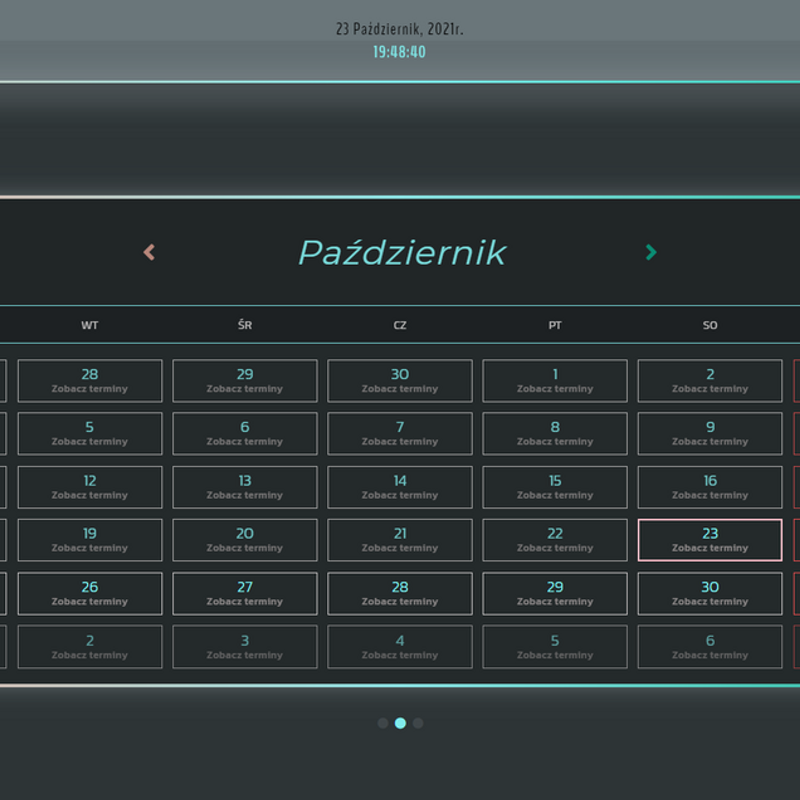 23 Październik, 2021r.
19:48:40
Październik
WT ŚR CZ PT SO
28 29 30 1 2
Zobacz terminy Zobacz terminy Zobacz terminy Zobacz terminy Zobacz terminy
5 6 7 8 9
Zobacz terminy Zobacz terminy Zobacz terminy Zobacz terminy Zobacz terminy
12 13 14 15 16
Zobacz terminy Zobacz terminy Zobacz terminy Zobacz terminy Zobacz terminy
19 20 21 22 23
Zobacz terminy Zobacz terminy Zobacz terminy Zobacz terminy Zobacz terminy
26 27 28 29 30
Zobacz terminy Zobacz terminy Zobacz terminy Zobacz terminy Zobacz terminy
2 3 4 5 6
Zobacz terminy Zobacz terminy Zobacz terminy Zobacz terminy Zobacz terminy